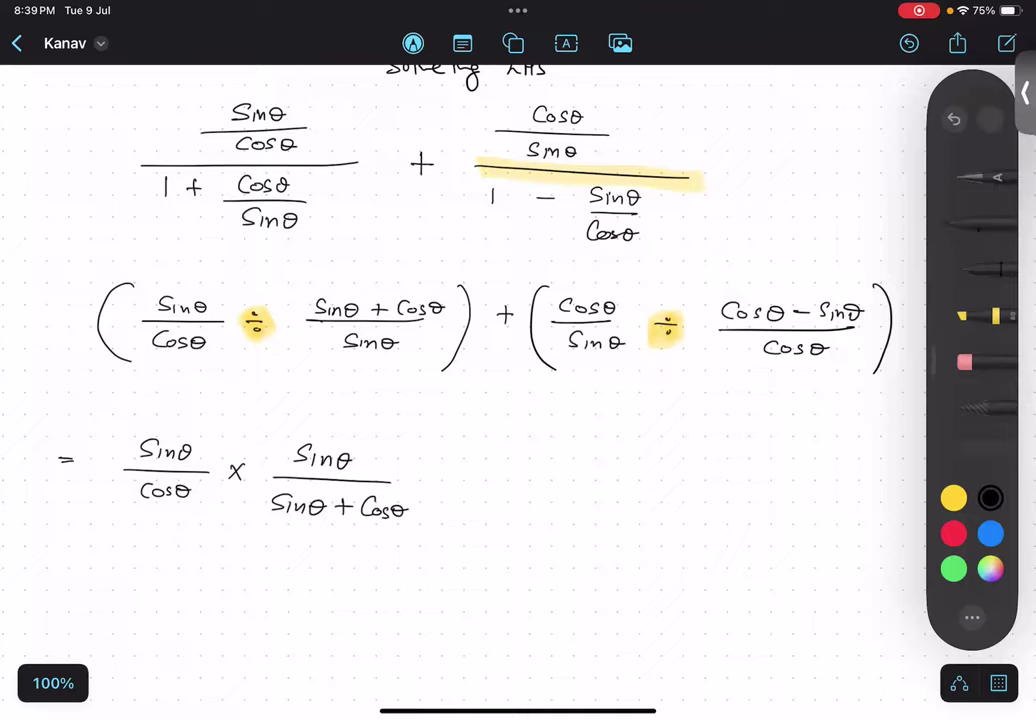 8:39 PM Tue 9 Jul 75%
Kanav
Solving LHS
Sinθ Cosθ
Cosθ + Sinθ
1 + Cosθ 1 - Sinθ
Sinθ Cosθ
( Sinθ ÷ Sinθ + Cosθ ) + ( Cosθ ÷ Cosθ - Sinθ )
Cosθ Sinθ Sinθ Cosθ
= Sinθ × Sinθ
Cosθ Sinθ + Cosθ
100%